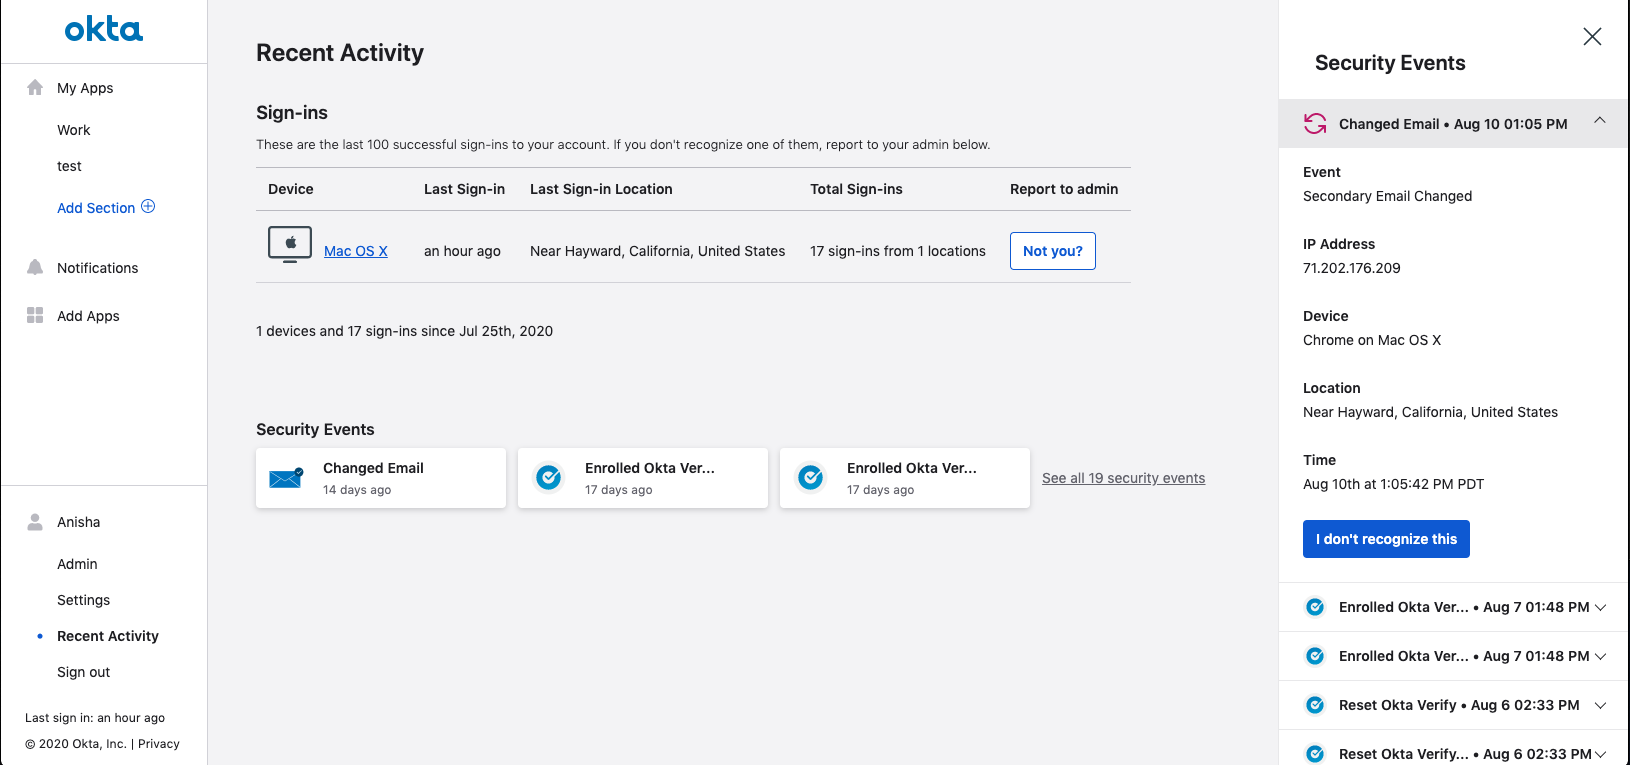 okta
My Apps
Work
test
Add Section
Notifications
Add Apps
Anisha
Admin
Settings
Recent Activity
Sign out
Last sign in: an hour ago
© 2020 Okta, Inc. | Privacy
Recent Activity
Sign-ins
These are the last 100 successful sign-ins to your account. If you don't recognize one of them, report to your admin below.
Device Last Sign-in Last Sign-in Location Total Sign-ins Report to admin
Mac OS X an hour ago Near Hayward, California, United States 17 sign-ins from 1 locations Not you?
1 devices and 17 sign-ins since Jul 25th, 2020
Security Events
Changed Email
14 days ago
Enrolled Okta Ver...
17 days ago
Enrolled Okta Ver...
17 days ago
See all 19 security events
Security Events
Changed Email • Aug 10 01:05 PM
Event
Secondary Email Changed
IP Address
71.202.176.209
Device
Chrome on Mac OS X
Location
Near Hayward, California, United States
Time
Aug 10th at 1:05:42 PM PDT
I don't recognize this
Enrolled Okta Ver... • Aug 7 01:48 PM
Enrolled Okta Ver... • Aug 7 01:48 PM
Reset Okta Verify • Aug 6 02:33 PM
Reset Okta Verify... • Aug 6 02:33 PM